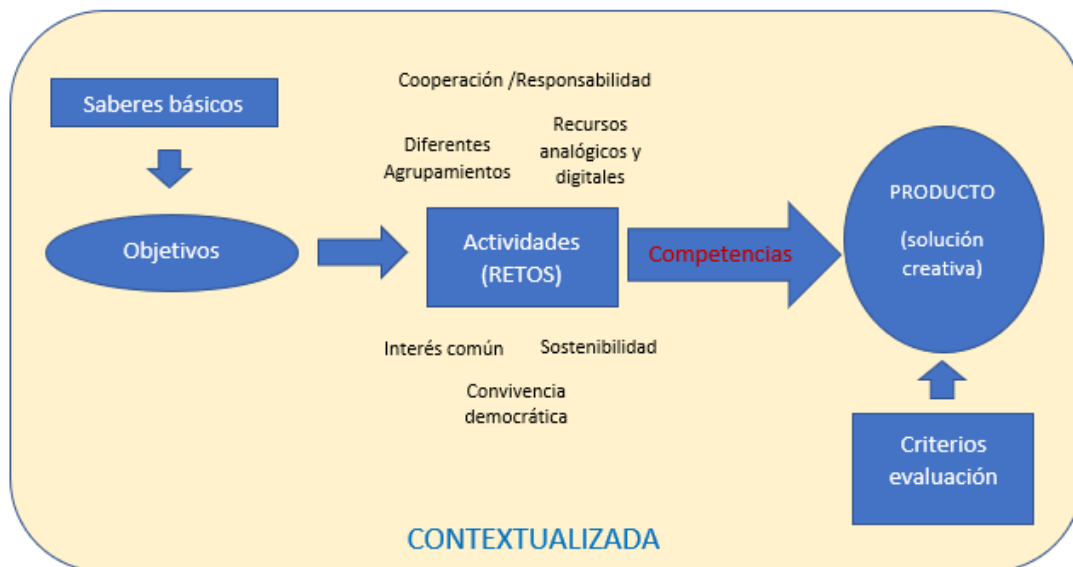 Cooperación /Responsabilidad
Saberes básicos
Diferentes
Agrupamientos
Recursos
analógicos y
digitales
Objetivos
Actividades
(RETOS)
Competencias
PRODUCTO
(solución
creativa)
Interés común
Sostenibilidad
Convivencia
democrática
Criterios
evaluación
CONTEXTUALIZADA